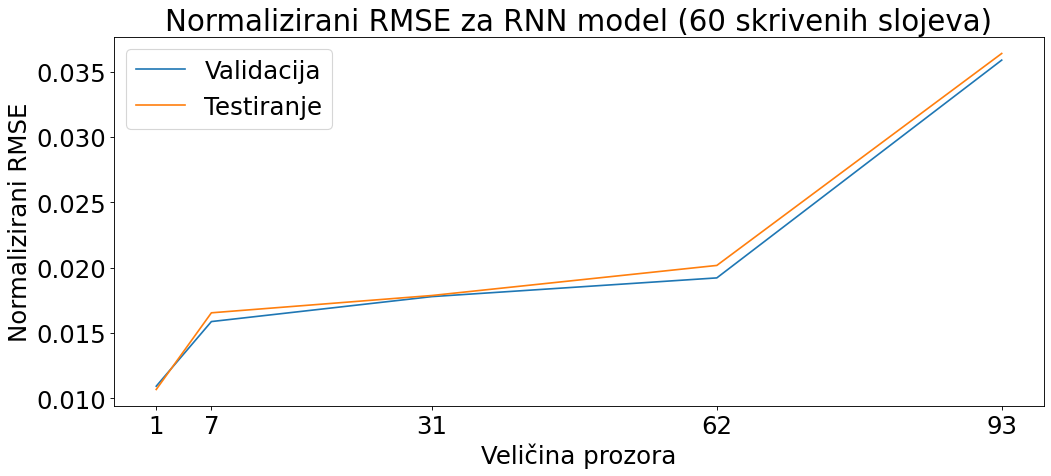 Normalizirani RMSE za RNN model (60 skrivenih slojeva)
Validacija
Testiranje
Normalizirani RMSE
0.035
0.030
0.025
0.020
0.015
0.010
1 7 31 62 93
Veličina prozora